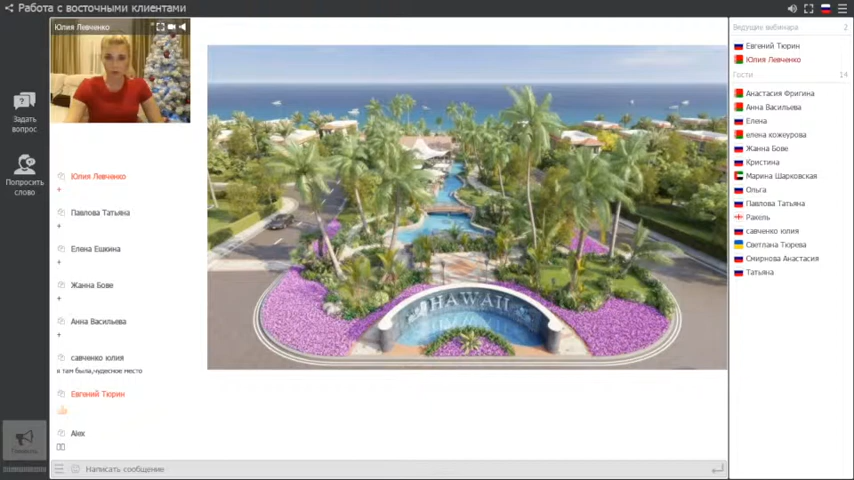 Работа с восточными клиентами
Юлия Левченко
Задать
вопрос
Попросить
слово
Юлия Левченко
+
Павлова Татьяна
+
Елена Ешкина
+
Жанна Бове
+
Анна Васильева
+
савченко юлия
я там была,чудесное место
Евгений Тюрин
Alex
Написать сообщение
HAWAII
Ведущие вебинара 2
Евгений Тюрин
Юлия Левченко
Гости 14
Анастасия Фригина
Анна Васильева
Елена
елена кожеурова
Жанна Бове
Кристина
Марина Шарковская
Ольга
Павлова Татьяна
Ракель
савченко юлия
Светлана Тюрева
Смирнова Анастасия
Татьяна